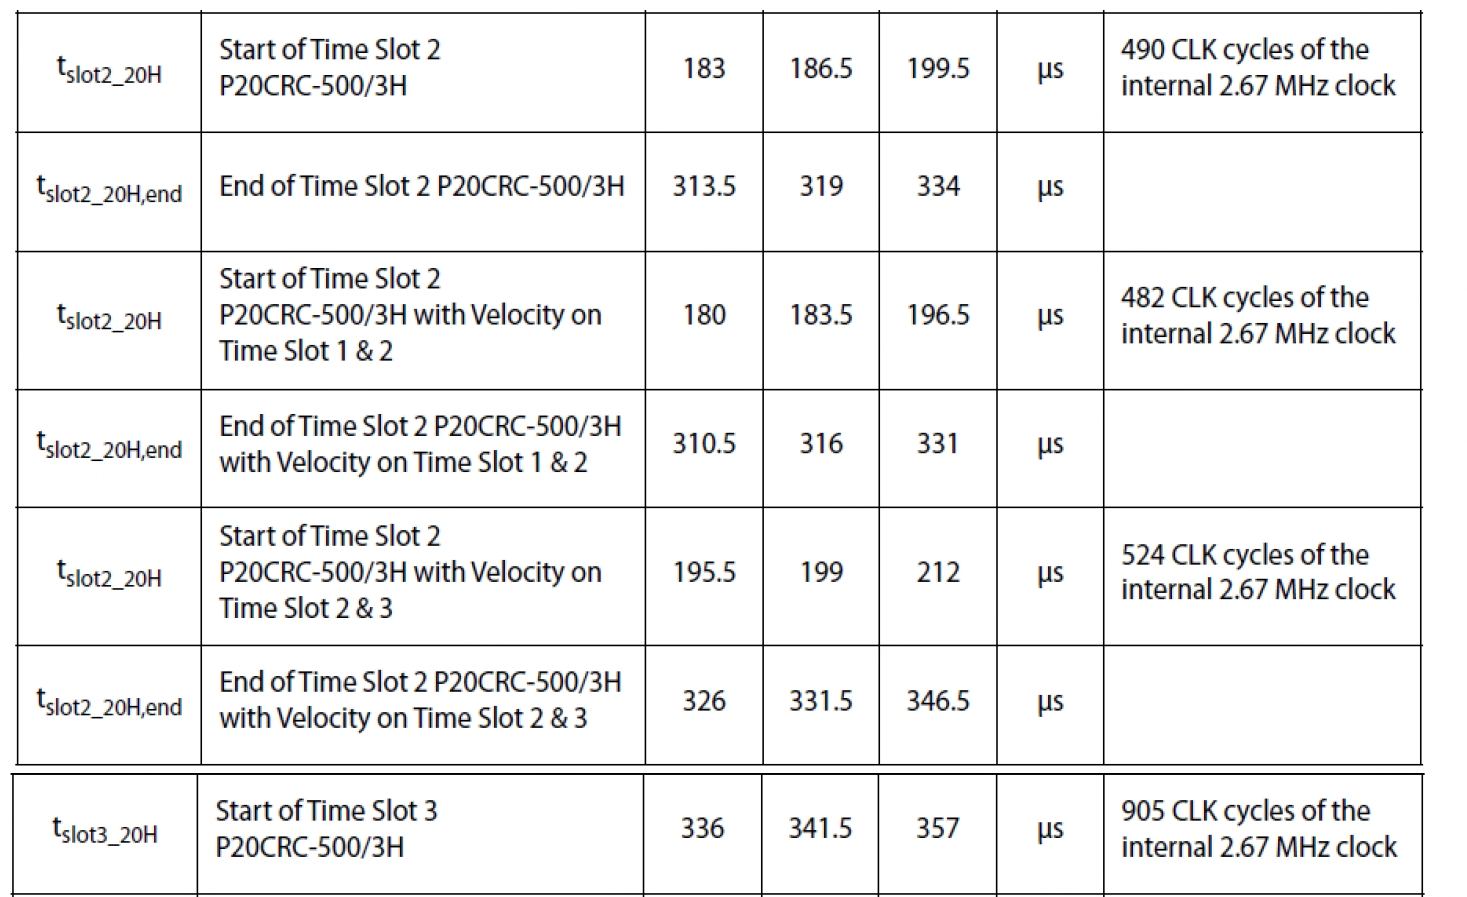 tslot2_20H
Start of Time Slot 2
P20CRC-500/3H
183
186.5
199.5
µs
490 CLK cycles of the
internal 2.67 MHz clock
tslot2_20H,end
End of Time Slot 2 P20CRC-500/3H
313.5
319
334
µs
tslot2_20H
Start of Time Slot 2
P20CRC-500/3H with Velocity on
Time Slot 1 & 2
180
183.5
196.5
µs
482 CLK cycles of the
internal 2.67 MHz clock
tslot2_20H,end
End of Time Slot 2 P20CRC-500/3H
with Velocity on Time Slot 1 & 2
310.5
316
331
µs
tslot2_20H
Start of Time Slot 2
P20CRC-500/3H with Velocity on
Time Slot 2 & 3
195.5
199
212
µs
524 CLK cycles of the
internal 2.67 MHz clock
tslot2_20H,end
End of Time Slot 2 P20CRC-500/3H
with Velocity on Time Slot 2 & 3
326
331.5
346.5
µs
tslot3_20H
Start of Time Slot 3
P20CRC-500/3H
336
341.5
357
µs
905 CLK cycles of the
internal 2.67 MHz clock